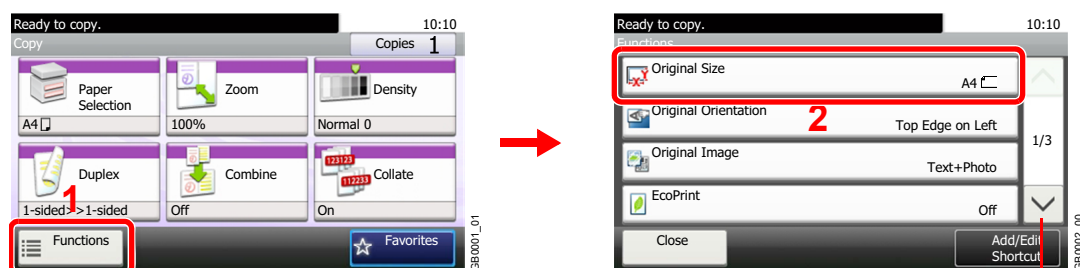 Ready to copy. 10:10
Copy Copies 1
Paper
Selection
A4
Zoom
100%
Density
Normal 0
Duplex
1-sided>>1-sided
1
Combine
Off
Collate
123123
112233
On
Functions
Favorites
GB0001_01
Ready to copy. 10:10
Functions
Original Size
A4
Original Orientation
Top Edge on Left
2
Original Image
Text+Photo
EcoPrint
Off
1/3
Close
Add/Edit
Shortcut
GB0002_00